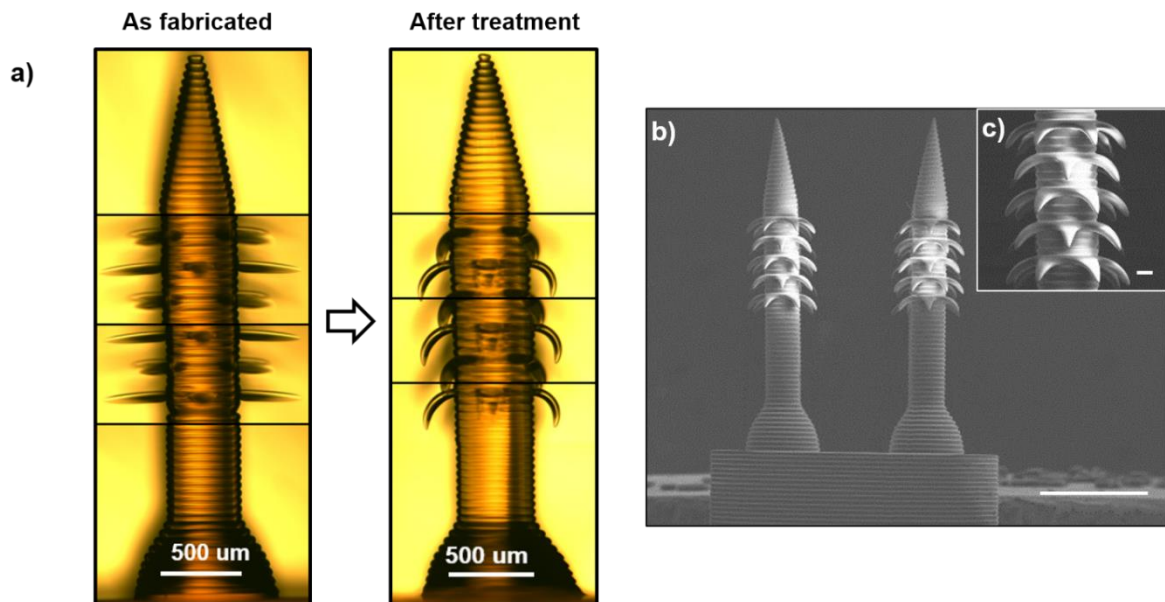 As fabricated
After treatment
a)
b)
c)
500 um
500 um